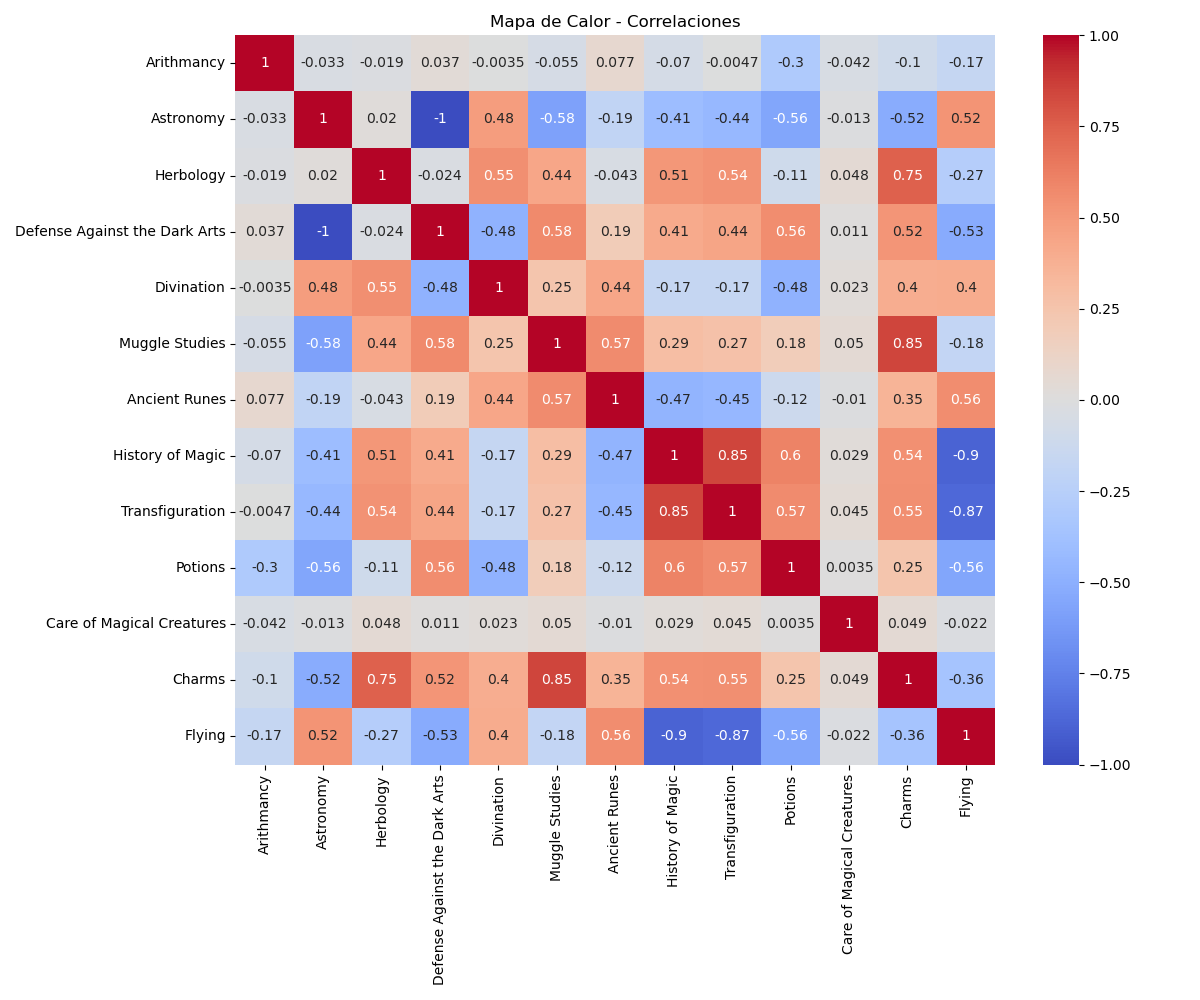 Mapa de Calor - Correlaciones
Arithmancy 1 -0.033 -0.019 0.037 -0.0035 -0.055 0.077 -0.07 -0.0047 -0.3 -0.042 -0.1 -0.17
Astronomy -0.033 1 0.02 -1 0.48 -0.58 -0.19 -0.41 -0.44 -0.56 -0.013 -0.52 0.52
Herbology -0.019 0.02 1 -0.024 0.55 0.44 -0.043 0.51 0.54 -0.11 0.048 0.75 -0.27
Defense Against the Dark Arts 0.037 -1 -0.024 1 -0.48 0.58 0.19 0.41 0.44 0.56 0.011 0.52 -0.53
Divination -0.0035 0.48 0.55 -0.48 1 0.25 0.44 -0.17 -0.17 -0.48 0.023 0.4 0.4
Muggle Studies -0.055 -0.58 0.44 0.58 0.25 1 0.57 0.29 0.27 0.18 0.05 0.85 -0.18
Ancient Runes 0.077 -0.19 -0.043 0.19 0.44 0.57 1 -0.47 -0.45 -0.12 -0.01 0.35 0.56
History of Magic -0.07 -0.41 0.51 0.41 -0.17 0.29 -0.47 1 0.85 0.6 0.029 0.54 -0.9
Transfiguration -0.0047 -0.44 0.54 0.44 -0.17 0.27 -0.45 0.85 1 0.57 0.045 0.55 -0.87
Potions -0.3 -0.56 -0.11 0.56 -0.48 0.18 -0.12 0.6 0.57 1 0.0035 0.25 -0.56
Care of Magical Creatures -0.042 -0.013 0.048 0.011 0.023 0.05 -0.01 0.029 0.045 0.0035 1 0.049 -0.022
Charms -0.1 -0.52 0.75 0.52 0.4 0.85 0.35 0.54 0.55 0.25 0.049 1 -0.36
Flying -0.17 0.52 -0.27 -0.53 0.4 -0.18 0.56 -0.9 -0.87 -0.56 -0.022 -0.36 1
Arithmancy
Astronomy
Herbology
Defense Against the Dark Arts
Divination
Muggle Studies
Ancient Runes
History of Magic
Transfiguration
Potions
Care of Magical Creatures
Charms
Flying
1.00
0.75
0.50
0.25
0.00
−0.25
−0.50
−0.75
−1.00